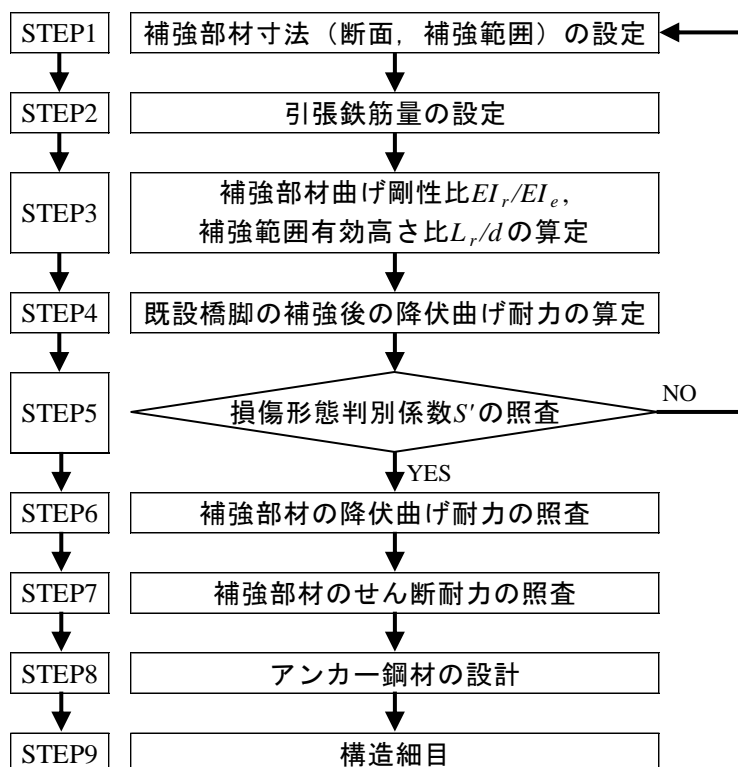 STEP1
補強部材寸法（断面，補強範囲）の設定
STEP2
引張鉄筋量の設定
STEP3
補強部材曲げ剛性比EIr/EIe，
補強範囲有効高さ比Lr/dの算定
STEP4
既設橋脚の補強後の降伏曲げ耐力の算定
STEP5
損傷形態判別係数S'の照査
NO
YES
STEP6
補強部材の降伏曲げ耐力の照査
STEP7
補強部材のせん断耐力の照査
STEP8
アンカー鋼材の設計
STEP9
構造細目